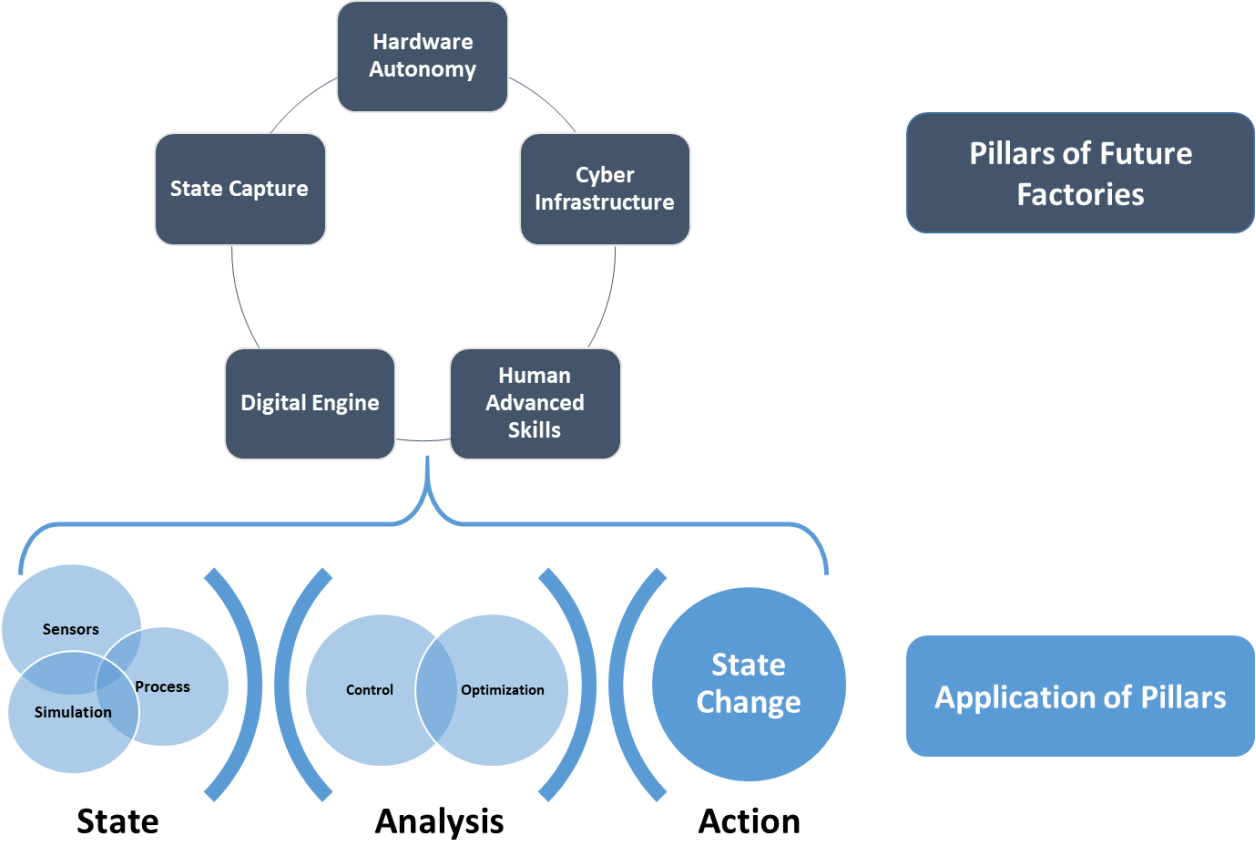 Hardware
Autonomy
State Capture
Cyber
Infrastructure
Digital Engine
Human
Advanced
Skills
Pillars of Future
Factories
Sensors
Process
Simulation
Control
Optimization
State
Change
Application of Pillars
State
Analysis
Action